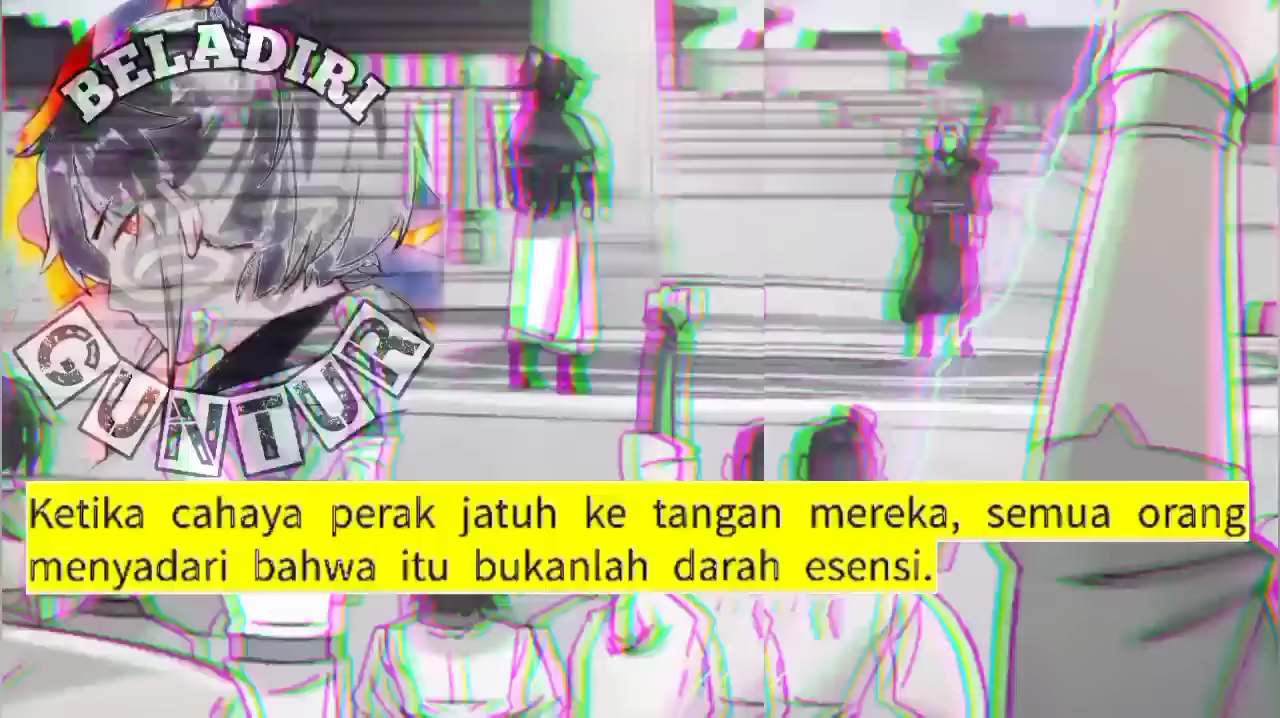 BELADIRI
GUNTUR
Ketika cahaya perak jatuh ke tangan mereka, semua orang
menyadari bahwa itu bukanlah darah esensi.